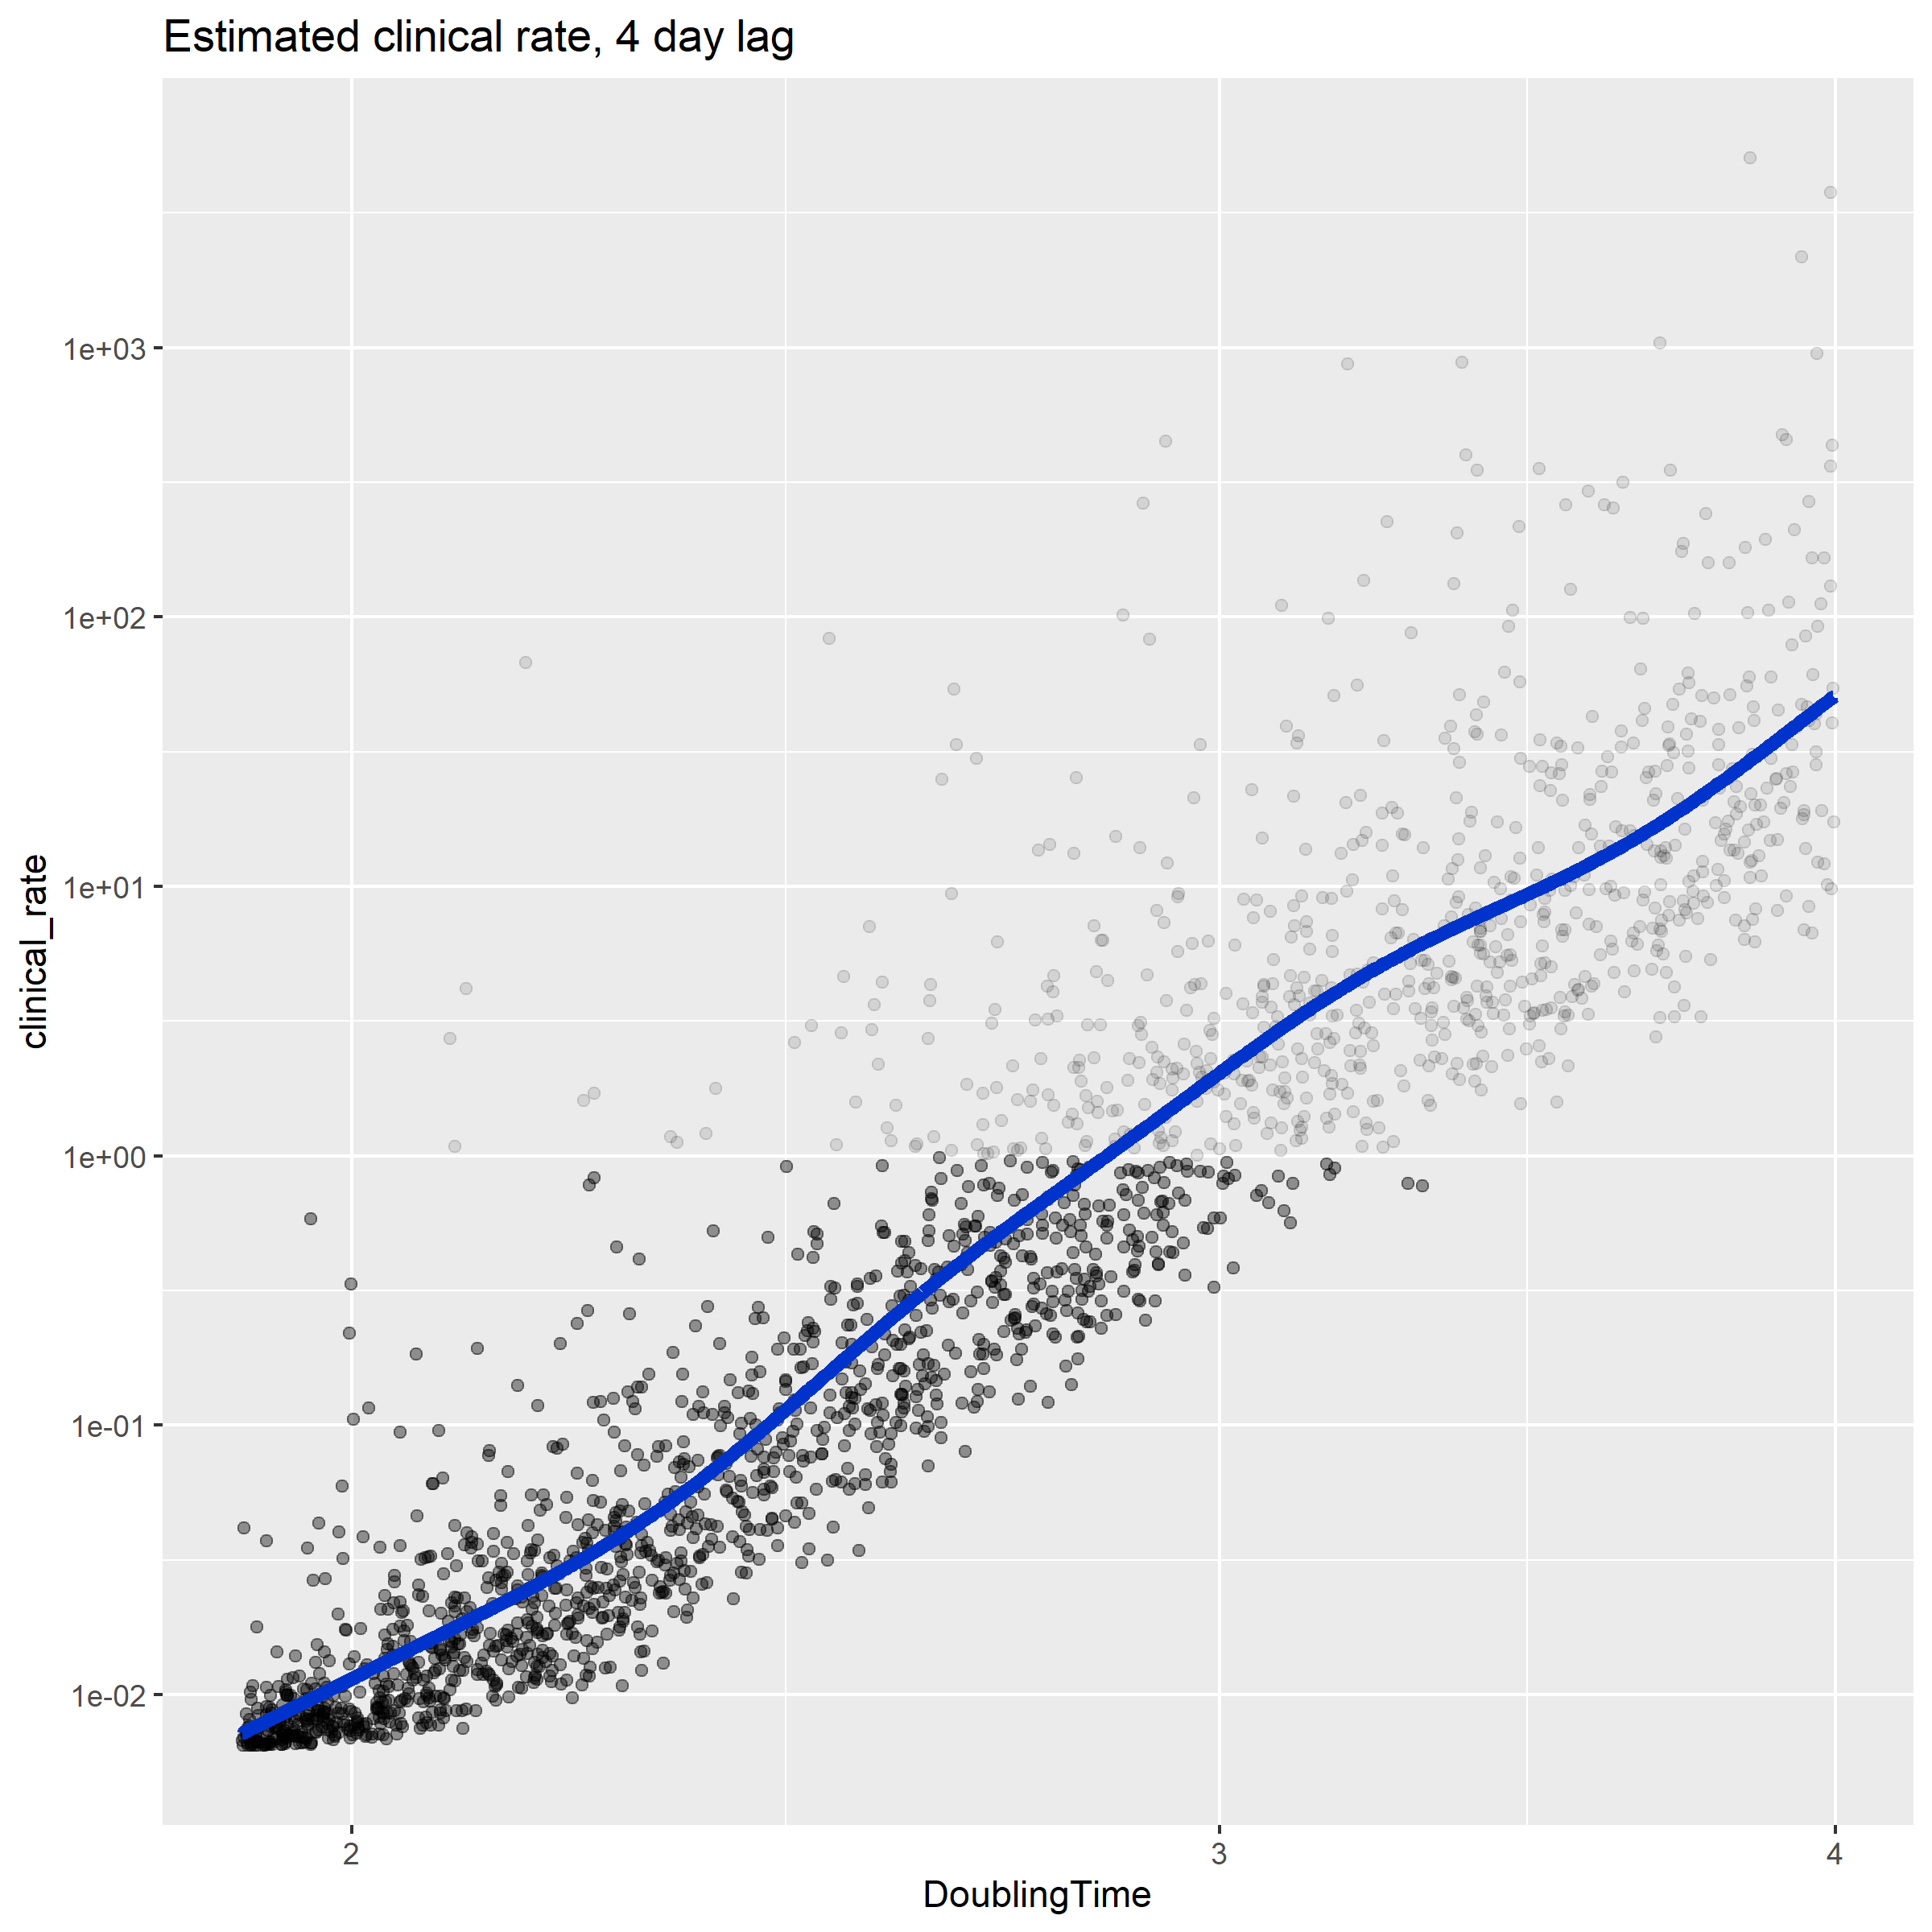 Estimated clinical rate, 4 day lag
clinical_rate
1e+03
1e+02
1e+01
1e+00
1e-01
1e-02
2
3
4
DoublingTime